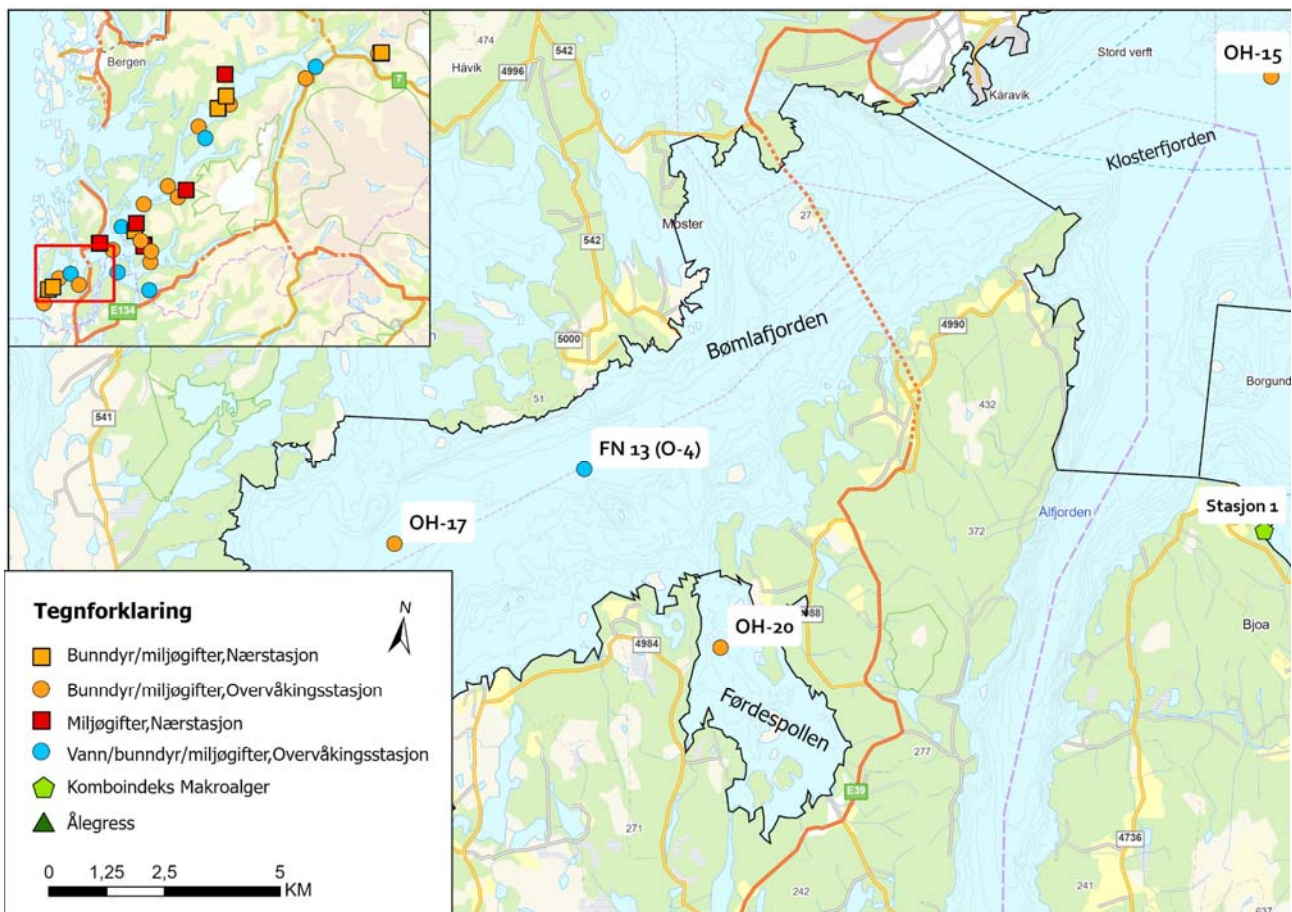 Bergen
7
E134
474
Håvik
542
4996
Stord verft
OH-15
Kåravik
Klosterfjorden
27
Moster
542
Bømlafjorden
4990
5000
541
51
432
Borgund
FN 13 (O-4)
Stasjon 1
OH-17
Ålfjorden
372
OH-20
4984
Bjoa
Førdespollen
277
E39
271
4736
242
241
637
Tegnforklaring
N
Bunndyr/miljøgifter,Nærstasjon
Bunndyr/miljøgifter,Overvåkingsstasjon
Miljøgifter,Nærstasjon
Vann/bunndyr/miljøgifter,Overvåkingsstasjon
Komboindeks Makroalger
Ålegress
0 1,25 2,5 5
KM